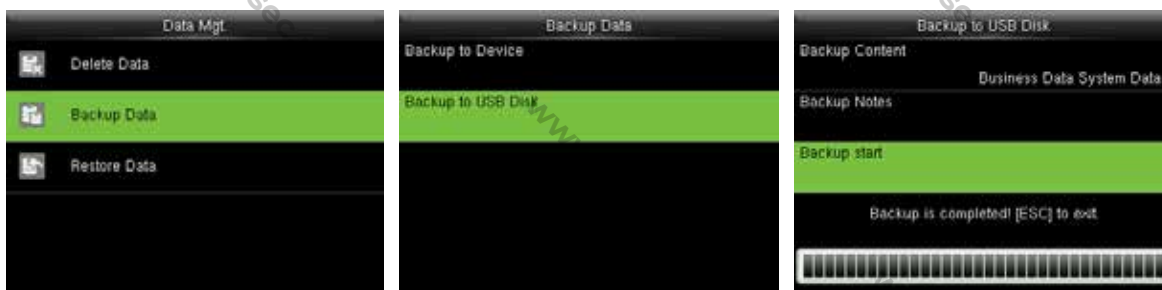 Data Mgt.
Delete Data
Backup Data
Restore Data
Backup Data
Backup to Device
Backup to USB Disk
Backup to USB Disk
Backup Content
Business Data System Data
Backup Notes
Backup start
Backup is completed! [ESC] to exit.